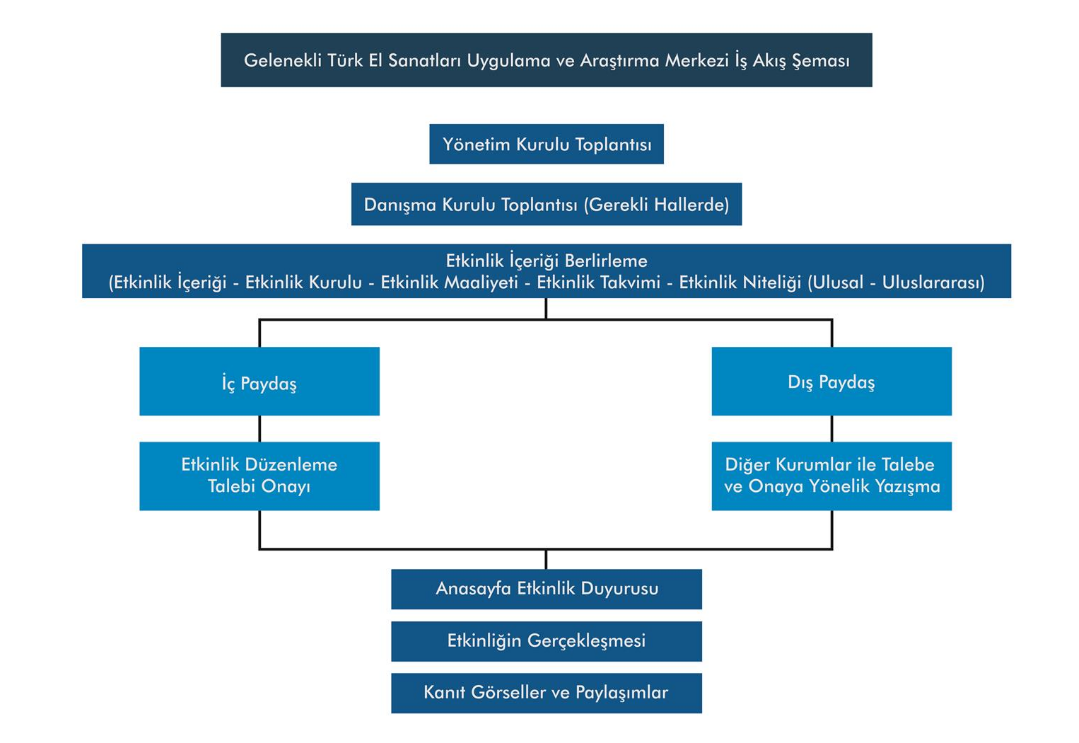 Gelenekli Türk El Sanatları Uygulama ve Araştırma Merkezi İş Akış Şeması
Yönetim Kurulu Toplantısı
Danışma Kurulu Toplantısı (Gerekli Hallerde)
Etkinlik İçeriği Berlirleme
(Etkinlik İçeriği - Etkinlik Kurulu - Etkinlik Maaliyeti - Etkinlik Takvimi - Etkinlik Niteliği (Ulusal - Uluslararası)
İç Paydaş
Dış Paydaş
Etkinlik Düzenleme
Talebi Onayı
Diğer Kurumlar ile Talebe
ve Onaya Yönelik Yazışma
Anasayfa Etkinlik Duyurusu
Etkinliğin Gerçekleşmesi
Kanıt Görseller ve Paylaşımlar